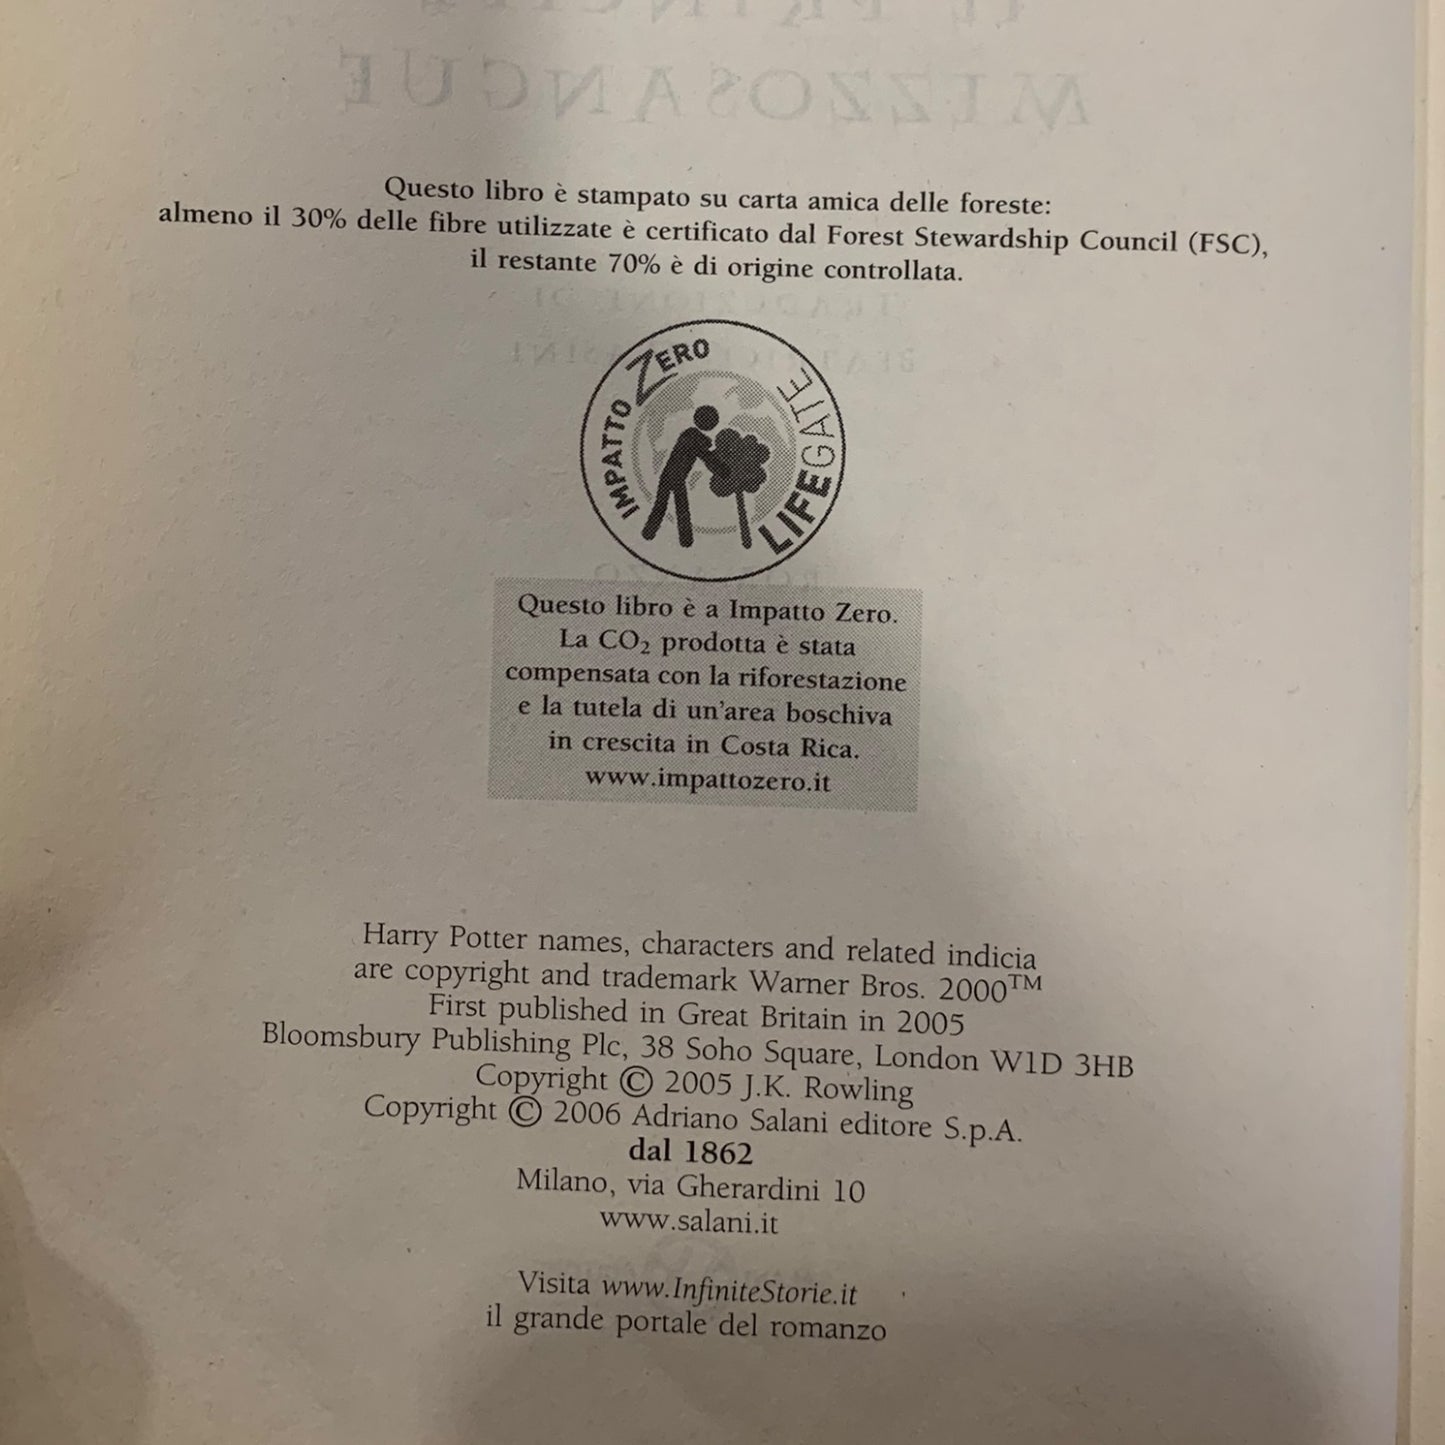 IL PRINCIPE
MEZZOSANGUE
Questo libro è stampato su carta amica delle foreste:
almeno il 30% delle fibre utilizzate è certificato dal Forest Stewardship Council (FSC),
il restante 70% è di origine controllata.
TRADUZIONE DI
IMPATTO ZERO
LIFEGATE
Questo libro è a Impatto Zero.
La CO₂ prodotta è stata
compensata con la riforestazione
e la tutela di un'area boschiva
in crescita in Costa Rica.
www.impattozero.it
Harry Potter names, characters and related indicia
are copyright and trademark Warner Bros. 2000™
First published in Great Britain in 2005
Bloomsbury Publishing Plc, 38 Soho Square, London W1D 3HB
Copyright © 2005 J.K. Rowling
Copyright © 2006 Adriano Salani editore S.p.A.
dal 1862
Milano, via Gherardini 10
www.salani.it
Visita www.InfiniteStorie.it
il grande portale del romanzo